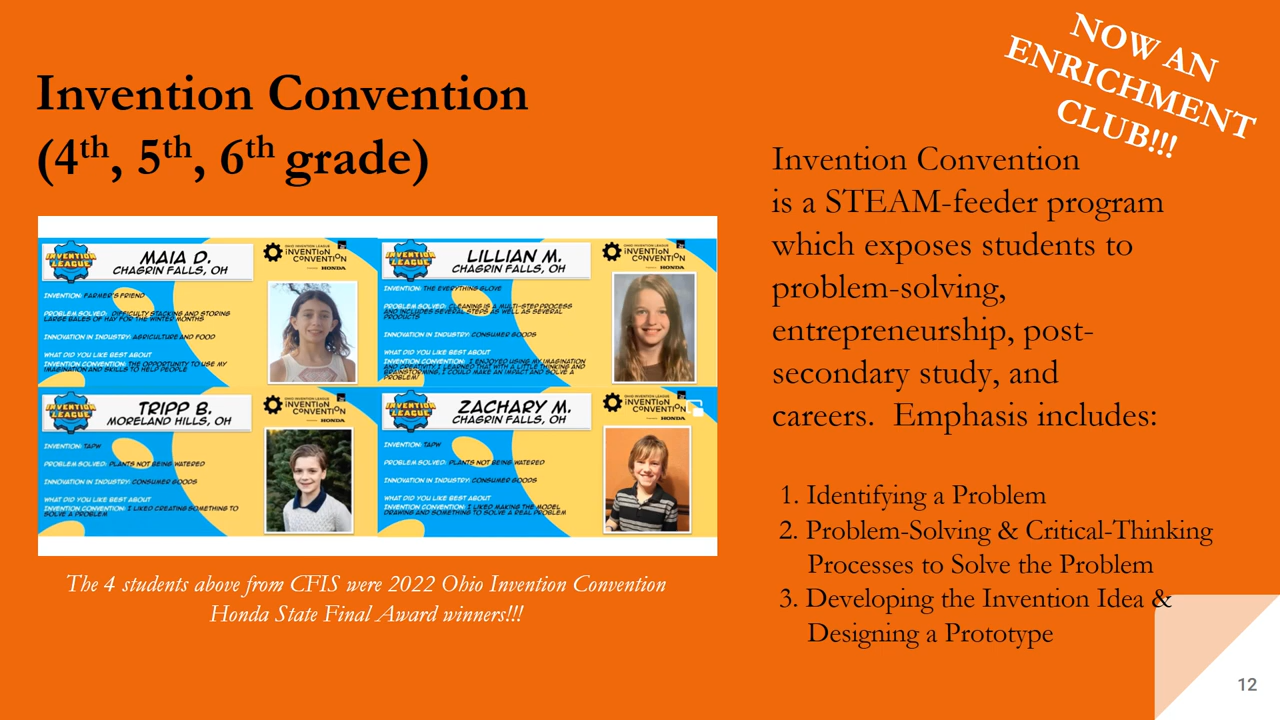 NOW AN
ENRICHMENT
CLUB!!!
Invention Convention
(4th, 5th, 6th grade)
INVENTION LEAGUE
MAIA D.
CHAGRIN FALLS, OH
OHIO INVENTION LEAGUE
INVENTION CONVENTION
HONDA
INVENTION: FARMER'S FRIEND
PROBLEM SOLVED: DIFFICULTY STACKING AND STORING
LARGE BALES OF HAY FOR THE WINTER MONTHS
INNOVATION IN INDUSTRY: AGRICULTURE AND FOOD
WHAT DID YOU LIKE BEST ABOUT
INVENTION CONVENTION: THE OPPORTUNITY TO USE MY
IMAGINATION AND SKILLS TO HELP PEOPLE
INVENTION LEAGUE
LILLIAN M.
CHAGRIN FALLS, OH
OHIO INVENTION LEAGUE
INVENTION CONVENTION
HONDA
INVENTION: THE EVERYTHING GLOVE
PROBLEM SOLVED: CLEANING IS A MULTI-STEP PROCESS
AND INCLUDES SEVERAL STEPS AS WELL AS SEVERAL
PRODUCTS
INNOVATION IN INDUSTRY: CONSUMER GOODS
WHAT DID YOU LIKE BEST ABOUT
INVENTION CONVENTION: I ENJOYED USING MY IMAGINATION
AND CREATIVITY. I LEARNED THAT WITH A LITTLE THINKING AND
BRAINSTORMING, I COULD MAKE AN IMPACT AND SOLVE A
PROBLEM!
INVENTION LEAGUE
TRIPP B.
MORELAND HILLS, OH
OHIO INVENTION LEAGUE
INVENTION CONVENTION
HONDA
INVENTION: TAPW
PROBLEM SOLVED: PLANTS NOT BEING WATERED
INNOVATION IN INDUSTRY: CONSUMER GOODS
WHAT DID YOU LIKE BEST ABOUT
INVENTION CONVENTION: I LIKED CREATING SOMETHING TO
SOLVE A PROBLEM
INVENTION LEAGUE
ZACHARY M.
CHAGRIN FALLS, OH
OHIO INVENTION LEAGUE
INVENTION CONVENTION
HONDA
INVENTION: TAPW
PROBLEM SOLVED: PLANTS NOT BEING WATERED
INNOVATION IN INDUSTRY: CONSUMER GOODS
WHAT DID YOU LIKE BEST ABOUT
INVENTION CONVENTION: I LIKED MAKING THE MODEL
DRAWING AND SOMETHING TO SOLVE A REAL PROBLEM
The 4 students above from CFIS were 2022 Ohio Invention Convention
Honda State Final Award winners!!!
Invention Convention
is a STEAM-feeder program
which exposes students to
problem-solving,
entrepreneurship, post-
secondary study, and
careers.  Emphasis includes:
1. Identifying a Problem
2. Problem-Solving & Critical-Thinking
Processes to Solve the Problem
3. Developing the Invention Idea &
Designing a Prototype
12